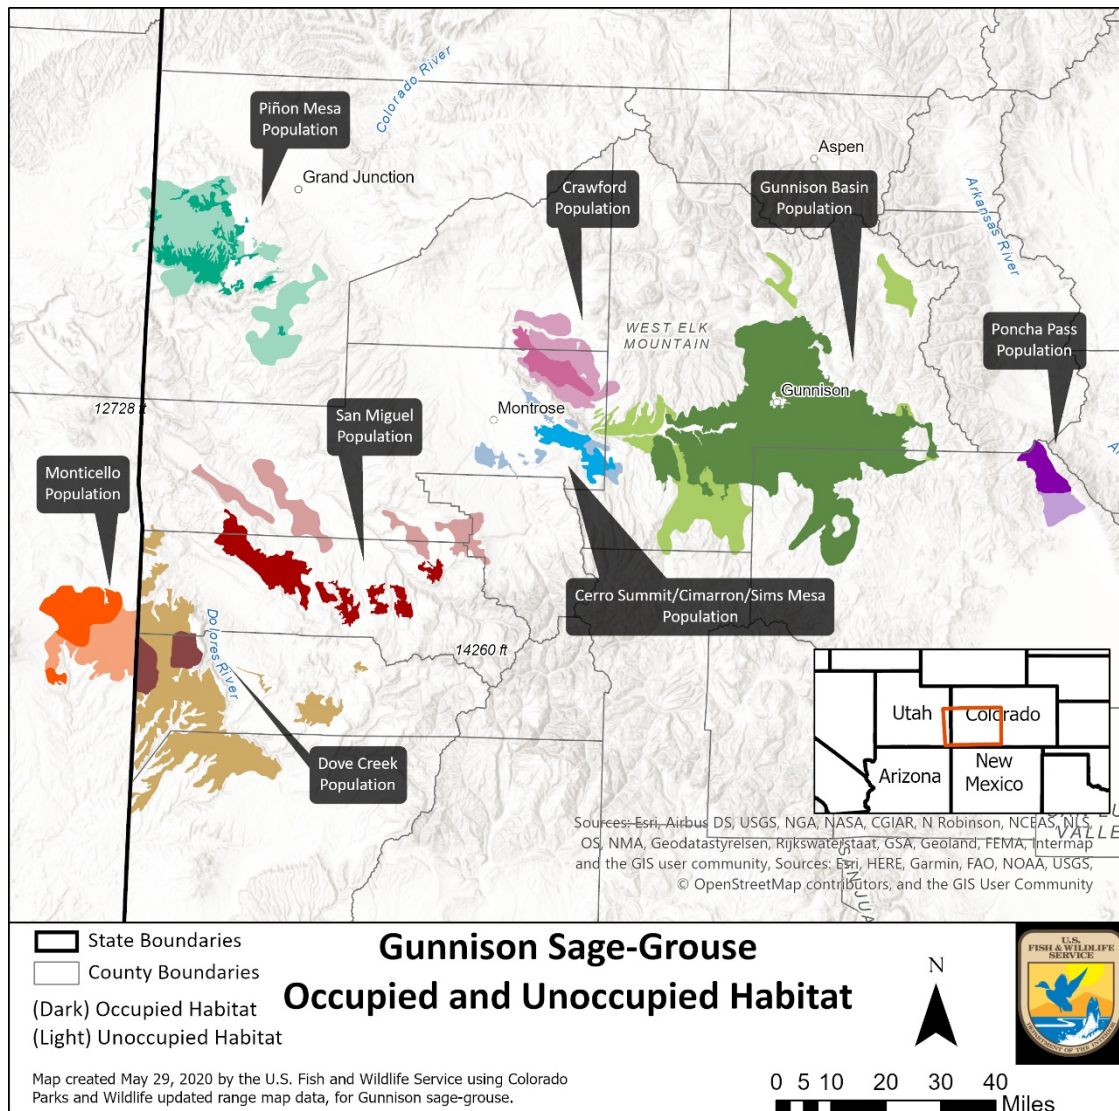 Colorado River
Piñon Mesa
Population
Grand Junction
Aspen
Crawford
Population
Gunnison Basin
Population
Arkansas River
WEST ELK
MOUNTAIN
Poncha Pass
Population
12728 ft
Montrose
Gunnison
San Miguel
Population
Monticello
Population
Cerro Summit/Cimarron/Sims Mesa
Population
Dolores River
14260 ft
Dove Creek
Population
Utah
Colorado
Arizona
New
Mexico
VALLE
Sources: Esri, Airbus DS, USGS, NGA, NASA, CGIAR, N Robinson, NCEAS, NLS,
OS, NMA, Geodatastyrelsen, Rijkswaterstaat, GSA, Geoland, FEMA, Intermap
and the GIS user community, Sources: Esri, HERE, Garmin, FAO, NOAA, USGS,
© OpenStreetMap contributors, and the GIS User Community
State Boundaries
County Boundaries
(Dark) Occupied Habitat
(Light) Unoccupied Habitat
Gunnison Sage-Grouse
Occupied and Unoccupied Habitat
N
U.S.
FISH & WILDLIFE
SERVICE
DEPARTMENT OF THE INTERIOR
Map created May 29, 2020 by the U.S. Fish and Wildlife Service using Colorado
Parks and Wildlife updated range map data, for Gunnison sage-grouse.
0 5 10 20 30 40
Miles